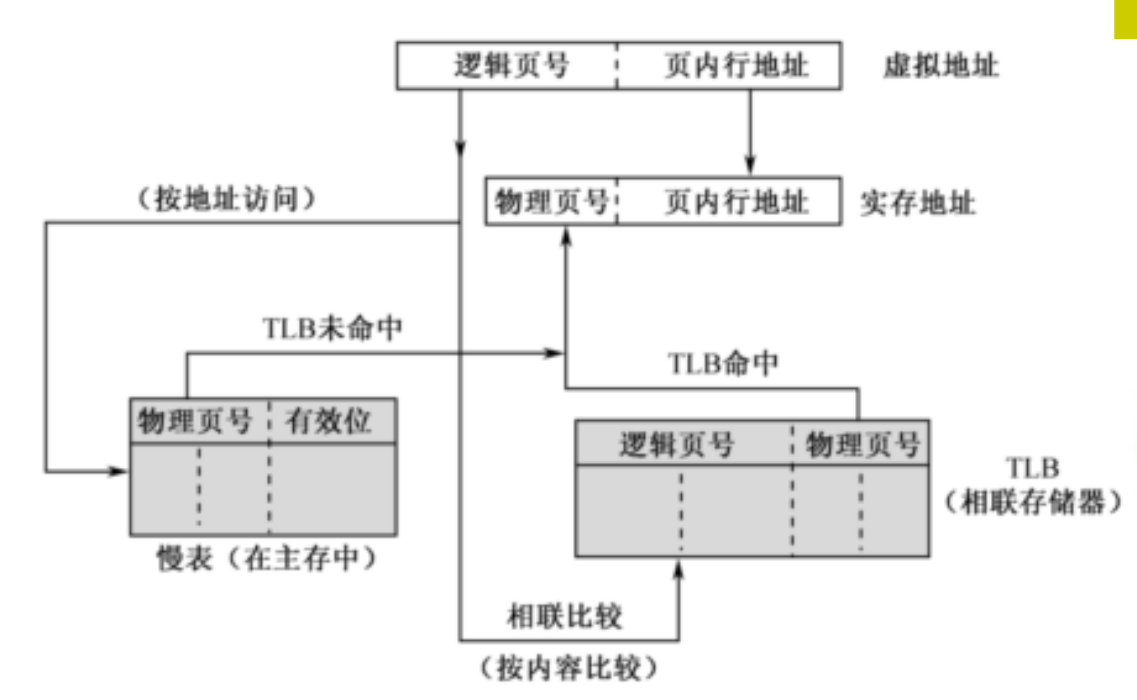 逻辑页号 页内行地址 虚拟地址
物理页号 页内行地址 实存地址
（按地址访问）
TLB未命中
TLB命中
物理页号 有效位
逻辑页号 物理页号
TLB
（相联存储器）
慢表（在主存中）
相联比较
（按内容比较）